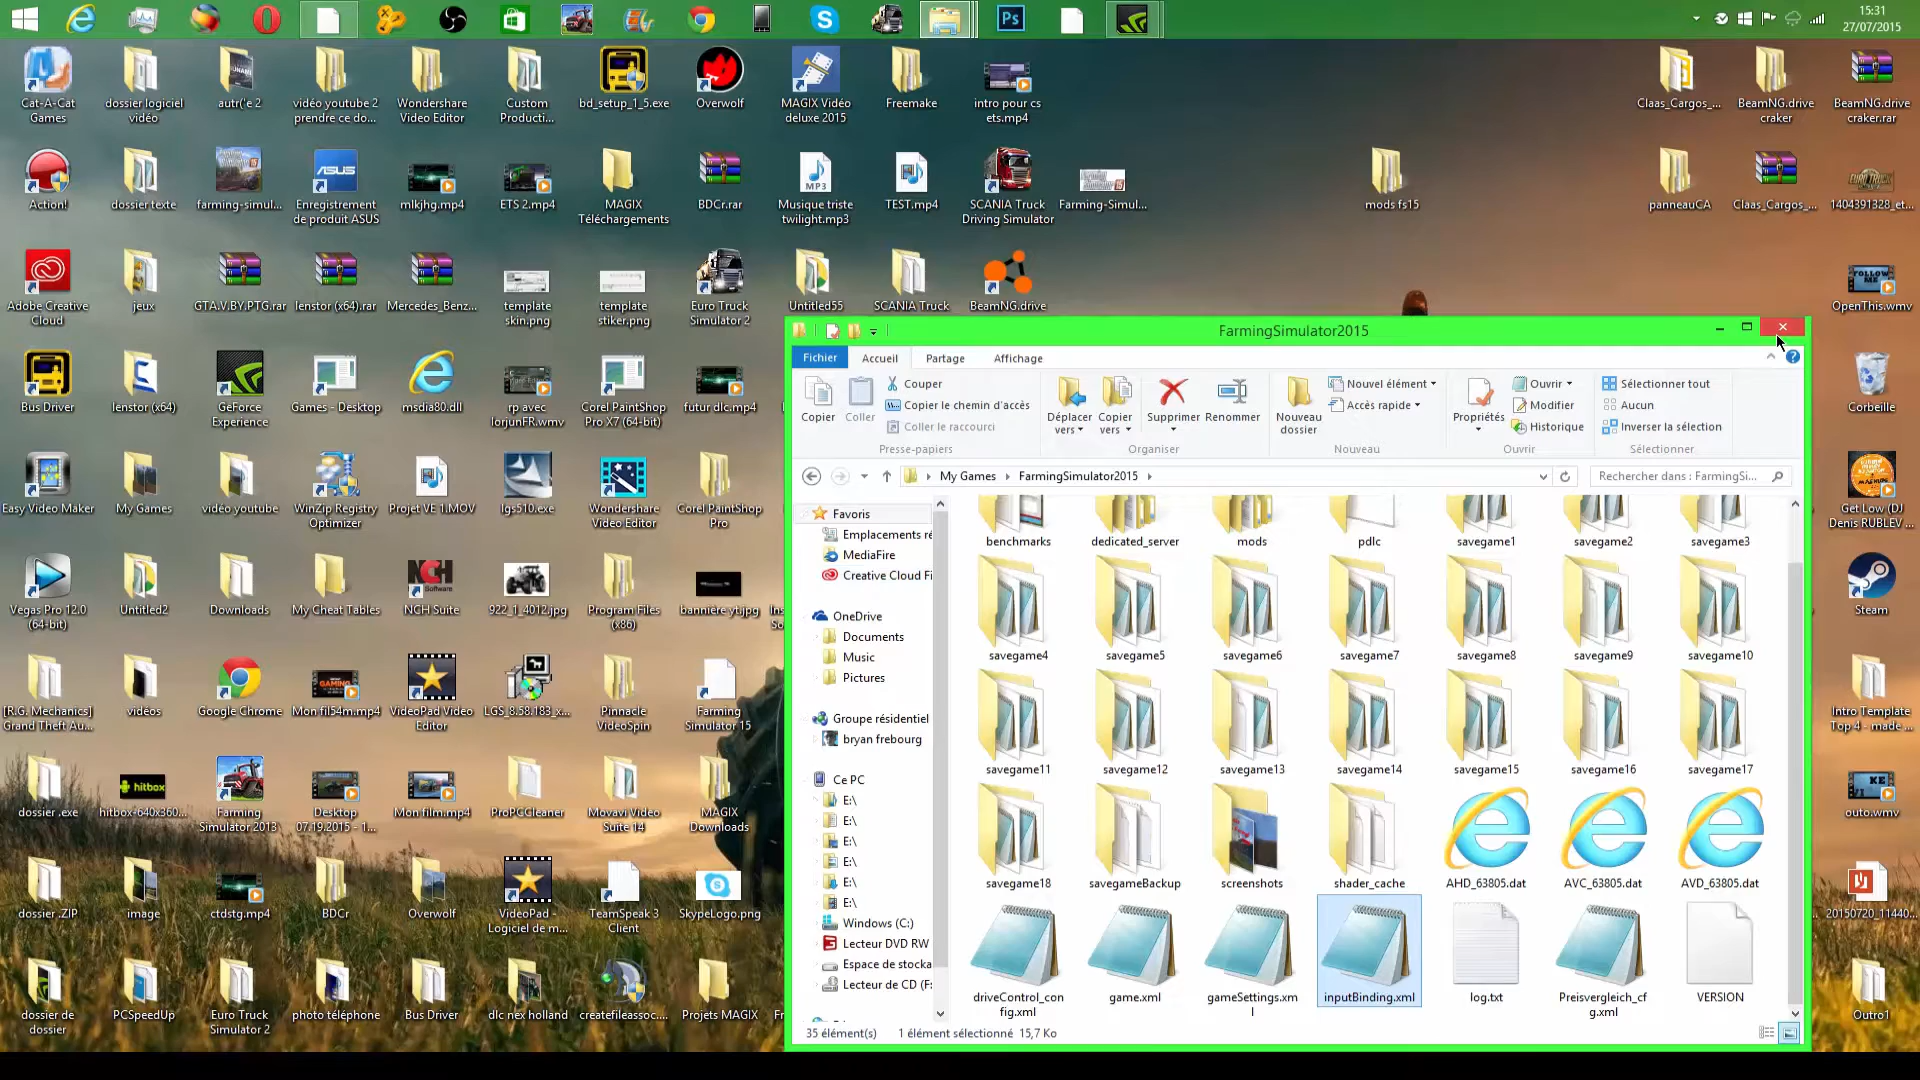 15:31
27/07/2015
Cat-A-Cat Games
dossier logiciel vidéo
autr('e 2
vidéo youtube 2 prendre ce do...
Wondershare Video Editor
Custom Producti...
bd_setup_1_5.exe
Overwolf
MAGIX Vidéo deluxe 2015
Freemake
intro pour cs ets.mp4
Claas_Cargos_...
BeamNG.drive craker
BeamNG.drive craker.rar
Action!
dossier texte
farming-simul...
Enregistrement de produit ASUS
mlkjhg.mp4
ETS 2.mp4
MAGIX Téléchargements
BDCr.rar
Musique triste twilight.mp3
TEST.mp4
SCANIA Truck Driving Simulator
Farming-Simul...
mods fs15
panneauCA
Claas_Cargos_...
1404391328_et...
Adobe Creative Cloud
jeux
GTA.V.BY.PTG.rar
lenstor (x64).rar
Mercedes_Benz...
template skin.png
template stiker.png
Euro Truck Simulator 2
Untitled55
SCANIA Truck
BeamNG.drive
OpenThis.wmv
Bus Driver
lenstor (x64)
GeForce Experience
Games - Desktop
msdia80.dll
rp avec lorjunFR.wmv
Corel PaintShop Pro X7 (64-bit)
futur dlc.mp4
Corbeille
Easy Video Maker
My Games
vidéo youtube
WinZip Registry Optimizer
Projet VE 1.MOV
lgs510.exe
Wondershare Video Editor
Corel PaintShop Pro
Get Low (DJ Denis RUBLEV ...
Vegas Pro 12.0 (64-bit)
Untitled2
Downloads
My Cheat Tables
NCH Suite
922_1_4012.jpg
Program Files (x86)
banniere yt.jpg
Steam
[R.G. Mechanics] Grand Theft Au...
vidéos
Google Chrome
Mon fil54m.mp4
VideoPad Video Editor
LGS_8.58.183_x...
Pinnacle VideoSpin
Farming Simulator 15
Intro Template Top 4 - made ...
dossier .exe
hitbox-640x360...
Farming Simulator 2013
Desktop 07.19.2015 - 1...
Mon film.mp4
ProPCCleaner
Movavi Video Suite 14
MAGIX Downloads
outo.wmv
dossier .ZIP
image
ctdstg.mp4
BDCr
Overwolf
VideoPad - Logiciel de m...
TeamSpeak 3 Client
SkypeLogo.png
20150720_11440...
dossier de dossier
PCSpeedUp
Euro Truck Simulator 2
photo téléphone
Bus Driver
dlc nex holland
createfileassoc....
Projets MAGIX
Outro1
FarmingSimulator2015
Fichier
Accueil
Partage
Affichage
Copier
Coller
Couper
Copier le chemin d'accès
Coller le raccourci
Presse-papiers
Déplacer vers
Copier vers
Supprimer
Renommer
Organiser
Nouveau dossier
Nouvel élément
Accès rapide
Nouveau
Propriétés
Ouvrir
Modifier
Historique
Ouvrir
Sélectionner tout
Aucun
Inverser la sélection
Sélectionner
My Games
FarmingSimulator2015
Rechercher dans : FarmingSi...
Favoris
Emplacements ré
MediaFire
Creative Cloud Fi
OneDrive
Documents
Music
Pictures
Groupe résidentiel
bryan frebourg
Ce PC
E:\
E:\
E:\
E:\
E:\
E:\
Windows (C:)
Lecteur DVD RW
Espace de stocka
Lecteur de CD (F:
benchmarks
dedicated_server
mods
pdlc
savegame1
savegame2
savegame3
savegame4
savegame5
savegame6
savegame7
savegame8
savegame9
savegame10
savegame11
savegame12
savegame13
savegame14
savegame15
savegame16
savegame17
savegame18
savegameBackup
screenshots
shader_cache
AHD_63805.dat
AVC_63805.dat
AVD_63805.dat
driveControl_config.xml
game.xml
gameSettings.xml
inputBinding.xml
log.txt
Preisvergleich_cfg.xml
VERSION
35 élément(s)
1 élément sélectionné 15,7 Ko